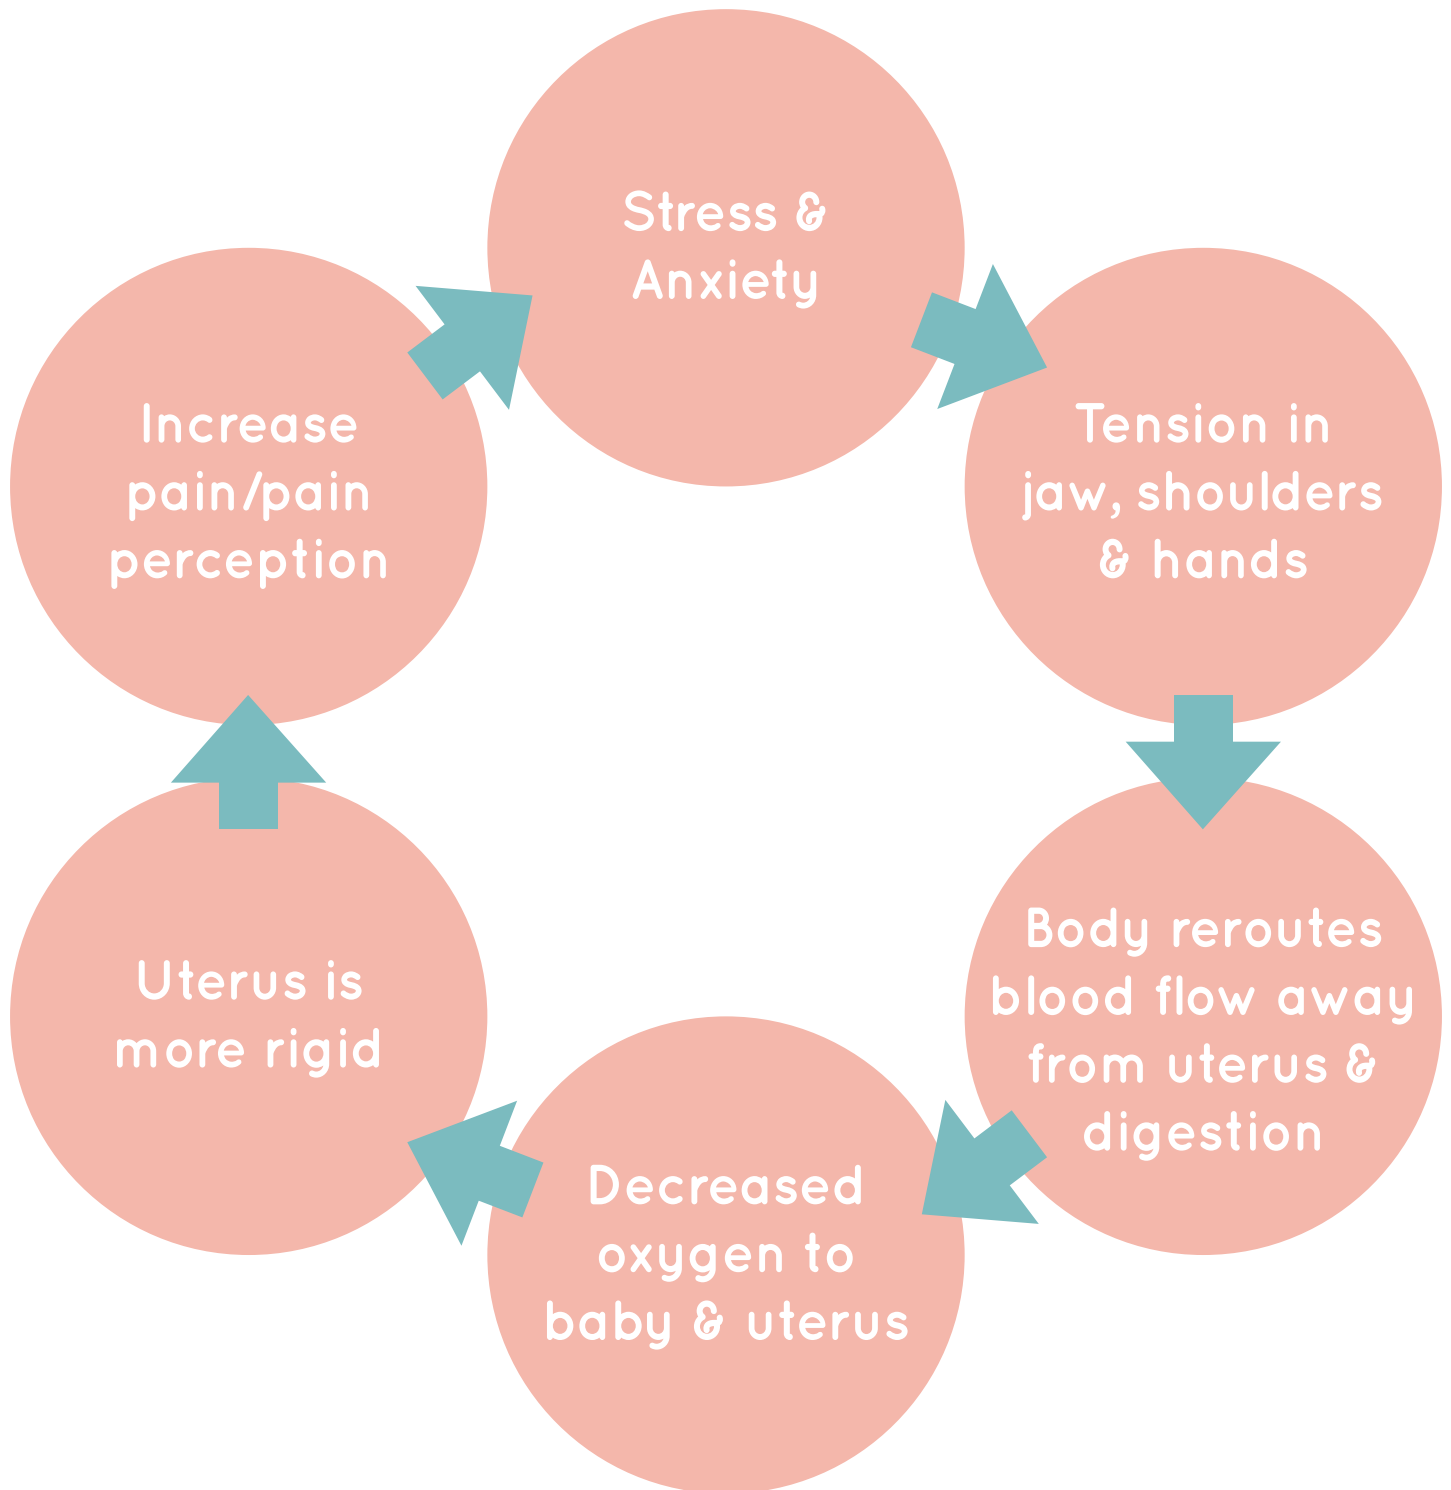 Stress &
Anxiety
Tension in
jaw, shoulders
& hands
Body reroutes
blood flow away
from uterus &
digestion
Decreased
oxygen to
baby & uterus
Uterus is
more rigid
Increase
pain/pain
perception